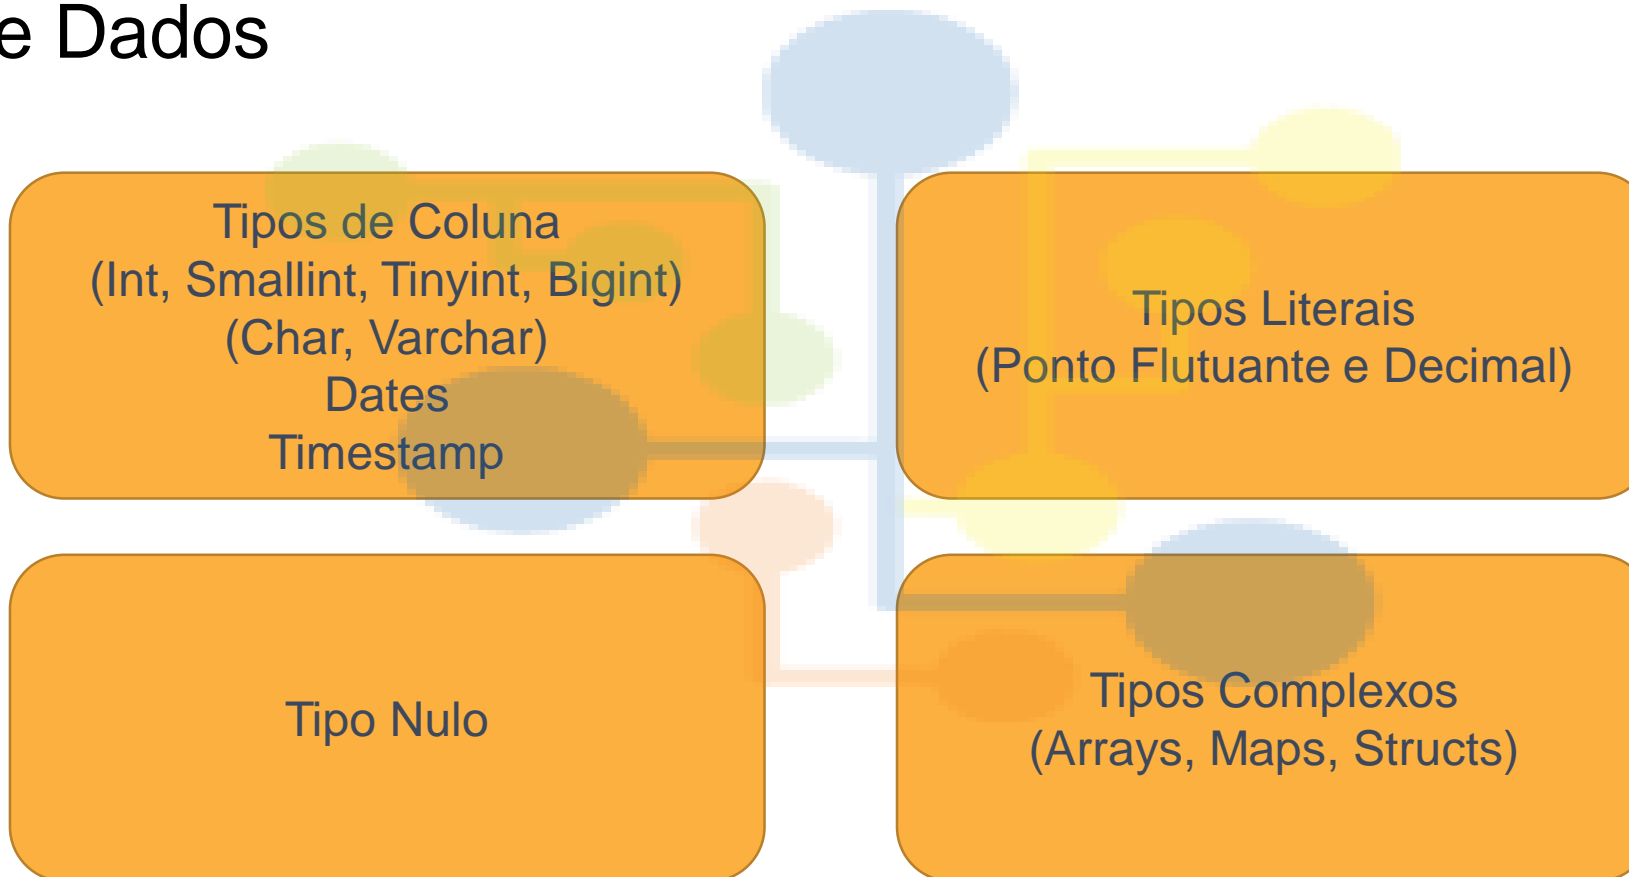 e Dados
Tipos de Coluna
(Int, Smallint, Tinyint, Bigint)
(Char, Varchar)
Dates
Timestamp
Tipos Literais
(Ponto Flutuante e Decimal)
Tipo Nulo
Tipos Complexos
(Arrays, Maps, Structs)